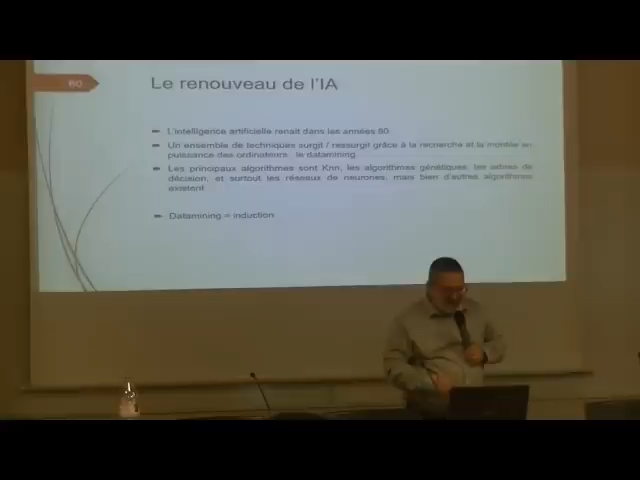 60
Le renouveau de l'IA
L'intelligence artificielle renait dans les années 80
Un ensemble de techniques surgit / ressurgit grâce à la recherche et la montée en
puissance des ordinateurs : le datamining
Les principaux algorithmes sont Knn, les algorithmes génétiques, les arbres de
décision, et surtout les réseaux de neurones, mais bien d'autres algorithmes
existent
Datamining = induction